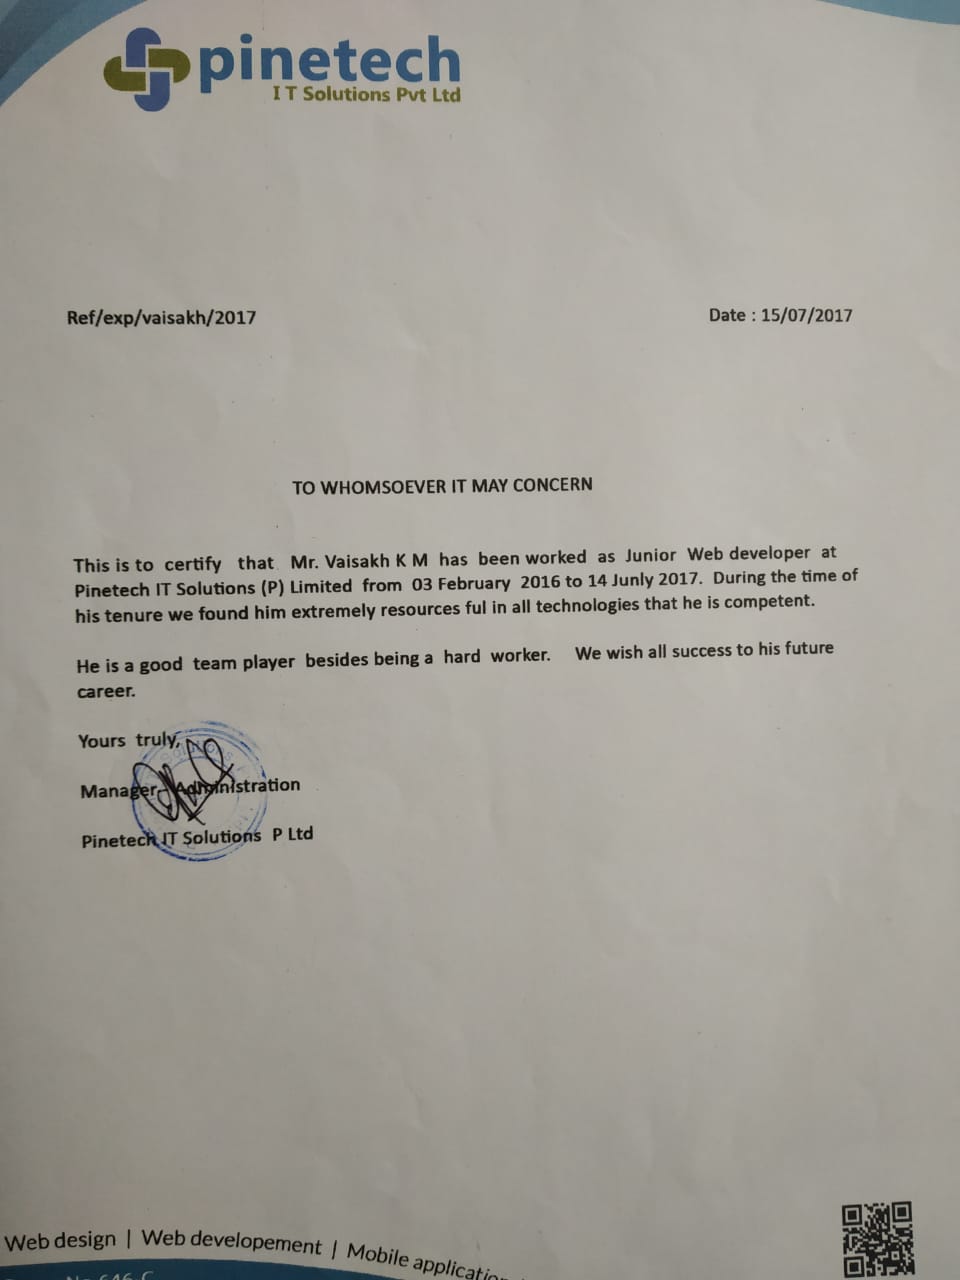 pinetech
I T Solutions Pvt Ltd
Ref/exp/vaisakh/2017
Date : 15/07/2017
TO WHOMSOEVER IT MAY CONCERN
This is to certify that Mr. Vaisakh K M has been worked as Junior Web developer at
Pinetech IT Solutions (P) Limited from 03 February 2016 to 14 Junly 2017. During the time of
his tenure we found him extremely resources ful in all technologies that he is competent.
He is a good team player besides being a hard worker. We wish all success to his future
career.
Yours truly,
Manager- Administration
Pinetech IT Solutions P Ltd
Web design | Web developement | Mobile applicatio